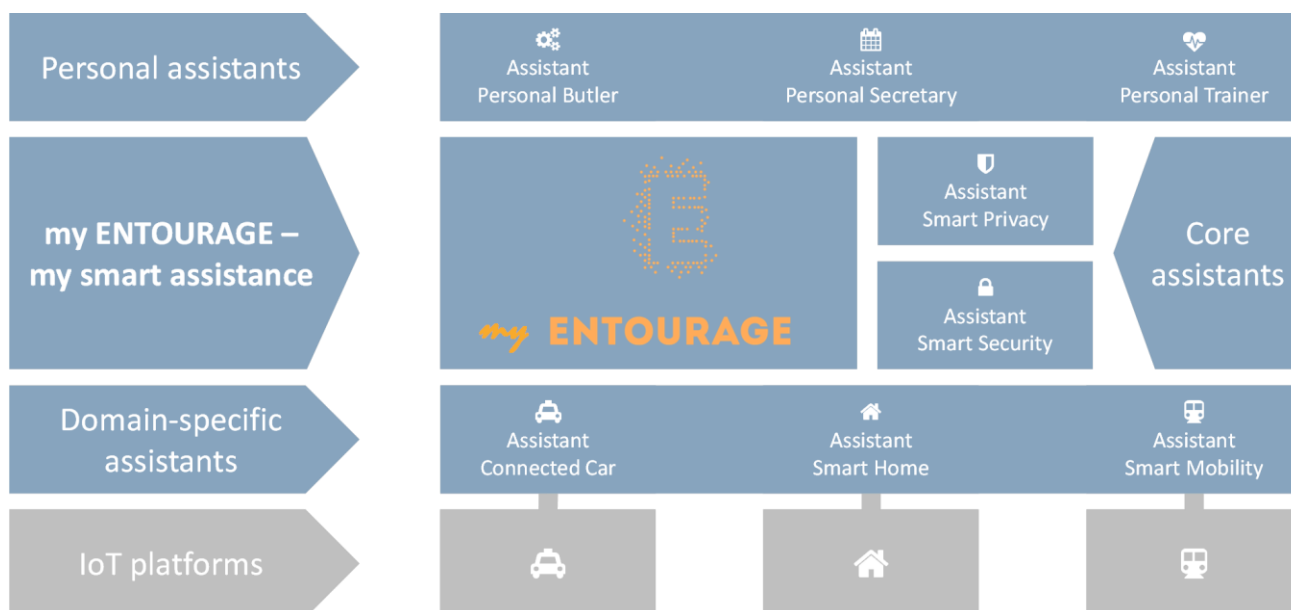 Personal assistants
Assistant
Personal Butler
Assistant
Personal Secretary
Assistant
Personal Trainer
my ENTOURAGE –
my smart assistance
E
my ENTOURAGE
Assistant
Smart Privacy
Assistant
Smart Security
Core
assistants
Domain-specific
assistants
Assistant
Connected Car
Assistant
Smart Home
Assistant
Smart Mobility
IoT platforms